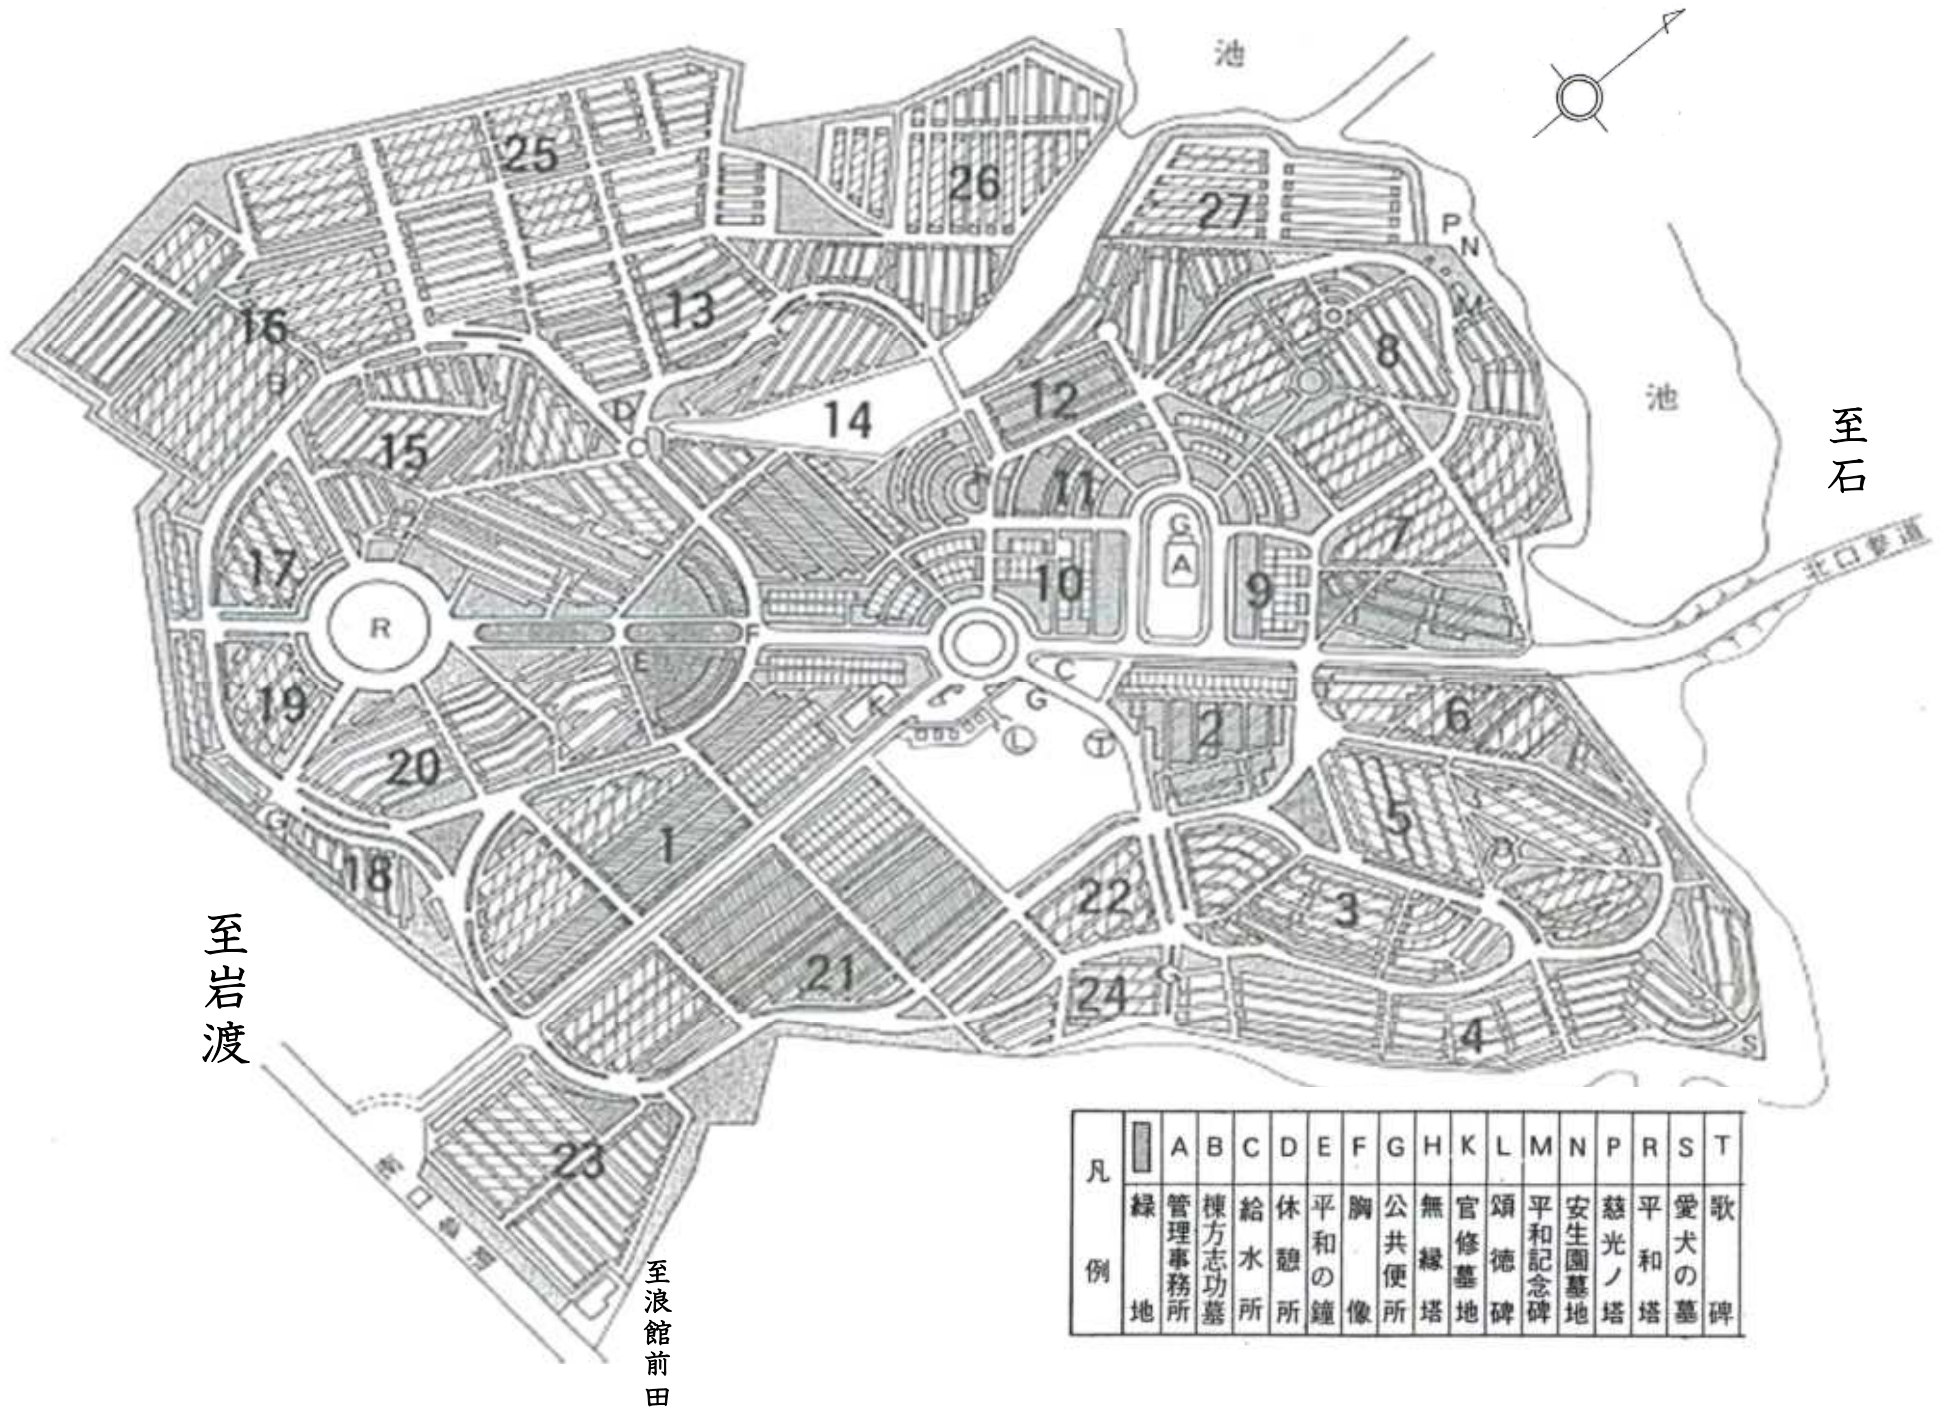 池
25
26
27
P
N
16
B
13
M
8
池
D
14
12
至石
15
11
G
7
北口参道
17
10
A
9
R
F
E
C
19
K
G
2
6
20
L
T
1
5
D
G
18
22
3
至岩渡
21
24
G
4
S
23
至浪館前田
凡例
緑地
A 管理事務所
B 棟方志功墓
C 給水所
D 休憩所
E 平和の鐘
F 胸像
G 公共便所
H 無縁塔
K 官修墓地
L 頌徳碑
M 平和記念碑
N 安生園墓地
P 慈光ノ塔
R 平和塔
S 愛犬の墓
T 歌碑